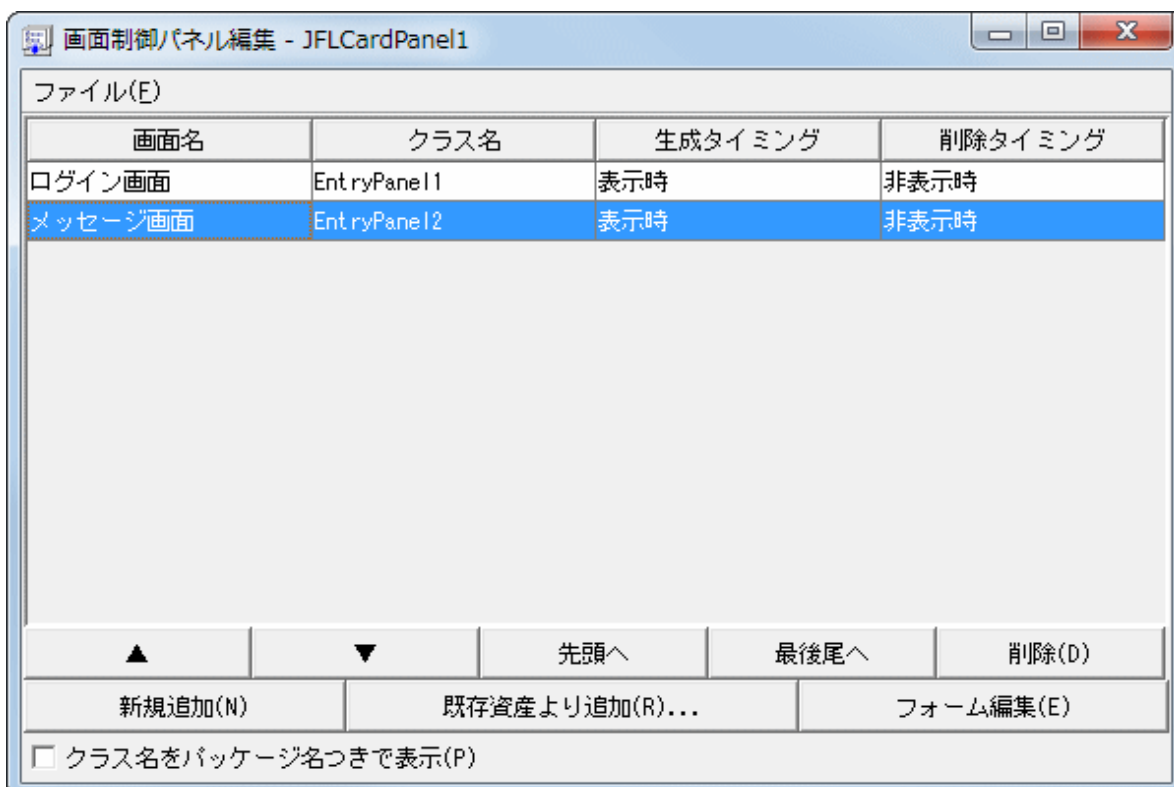 画面制御パネル編集 - JFLCardPanel1
ファイル(F)
画面名 クラス名 生成タイミング 削除タイミング
ログイン画面 EntryPanel1 表示時 非表示時
メッセージ画面 EntryPanel2 表示時 非表示時
▲ ▼ 先頭へ 最後尾へ 削除(D)
新規追加(N) 既存資産より追加(R)... フォーム編集(E)
クラス名をパッケージ名つきで表示(P)